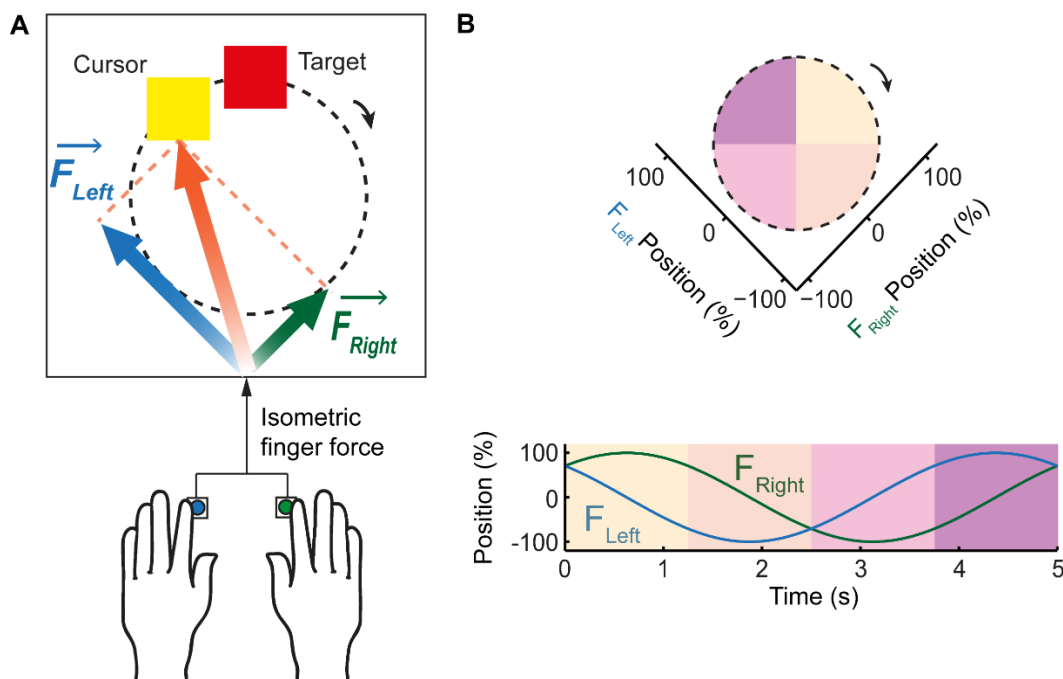 A
Cursor
Target
F Left
F Right
Isometric
finger force
B
100
0
−100
F Left Position (%)
100
0
−100
F Right Position (%)
Position (%)
100
0
-100
F Right
F Left
0
1
2
3
4
5
Time (s)